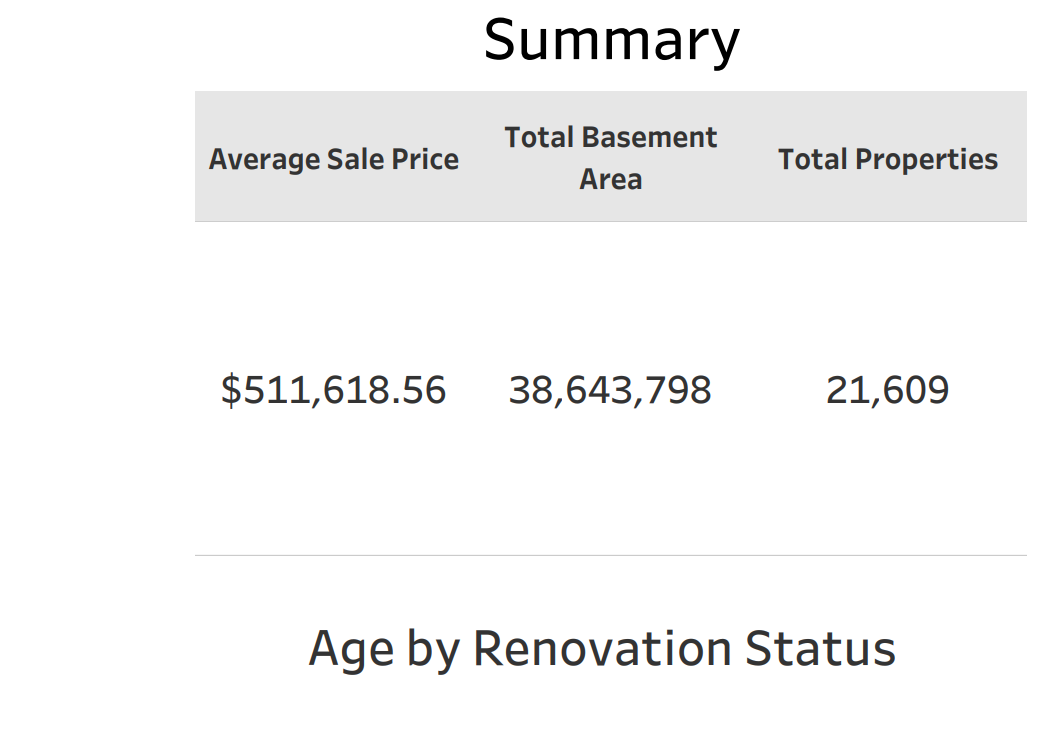 Summary
Average Sale Price
Total Basement
Area
Total Properties
$511,618.56
38,643,798
21,609
Age by Renovation Status